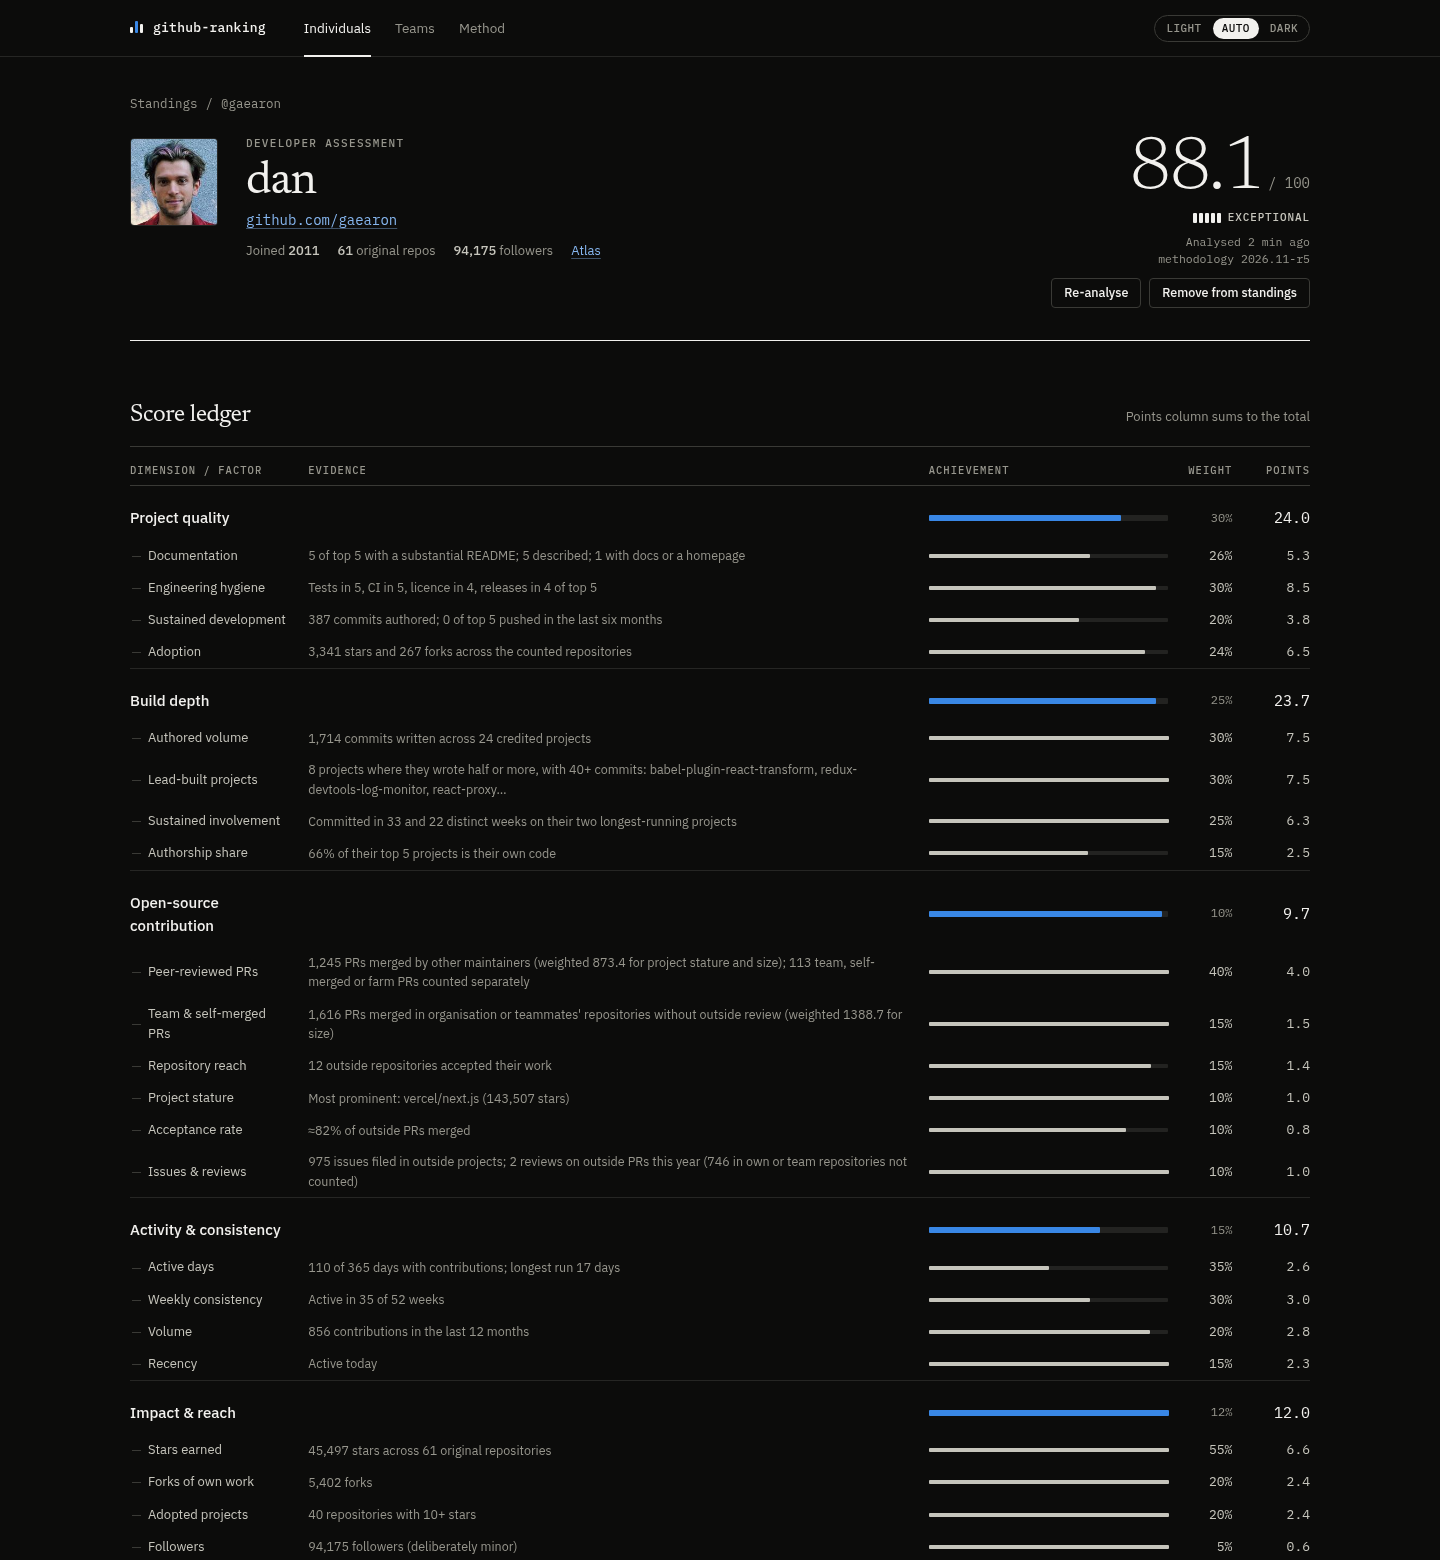 github-ranking Individuals Teams Method LIGHT AUTO DARK
Standings / @gaearon
DEVELOPER ASSESSMENT
dan
github.com/gaearon
Joined 2011 61 original repos 94,175 followers Atlas
88.1 / 100
EXCEPTIONAL
Analysed 2 min ago
methodology 2026.11-r5
Re-analyse Remove from standings
Score ledger Points column sums to the total
DIMENSION / FACTOR EVIDENCE ACHIEVEMENT WEIGHT POINTS
Project quality 30% 24.0
— Documentation 5 of top 5 with a substantial README; 5 described; 1 with docs or a homepage 26% 5.3
— Engineering hygiene Tests in 5, CI in 5, licence in 4, releases in 4 of top 5 30% 8.5
— Sustained development 387 commits authored; 0 of top 5 pushed in the last six months 20% 3.8
— Adoption 3,341 stars and 267 forks across the counted repositories 24% 6.5
Build depth 25% 23.7
— Authored volume 1,714 commits written across 24 credited projects 30% 7.5
— Lead-built projects 8 projects where they wrote half or more, with 40+ commits: babel-plugin-react-transform, redux-
devtools-log-monitor, react-proxy… 30% 7.5
— Sustained involvement Committed in 33 and 22 distinct weeks on their two longest-running projects 25% 6.3
— Authorship share 66% of their top 5 projects is their own code 15% 2.5
Open-source
contribution 10% 9.7
— Peer-reviewed PRs 1,245 PRs merged by other maintainers (weighted 873.4 for project stature and size); 113 team, self-
merged or farm PRs counted separately 40% 4.0
— Team & self-merged
PRs 1,616 PRs merged in organisation or teammates' repositories without outside review (weighted 1388.7 for
size) 15% 1.5
— Repository reach 12 outside repositories accepted their work 15% 1.4
— Project stature Most prominent: vercel/next.js (143,507 stars) 10% 1.0
— Acceptance rate ≈82% of outside PRs merged 10% 0.8
— Issues & reviews 975 issues filed in outside projects; 2 reviews on outside PRs this year (746 in own or team repositories not
counted) 10% 1.0
Activity & consistency 15% 10.7
— Active days 110 of 365 days with contributions; longest run 17 days 35% 2.6
— Weekly consistency Active in 35 of 52 weeks 30% 3.0
— Volume 856 contributions in the last 12 months 20% 2.8
— Recency Active today 15% 2.3
Impact & reach 12% 12.0
— Stars earned 45,497 stars across 61 original repositories 55% 6.6
— Forks of own work 5,402 forks 20% 2.4
— Adopted projects 40 repositories with 10+ stars 20% 2.4
— Followers 94,175 followers (deliberately minor) 5% 0.6